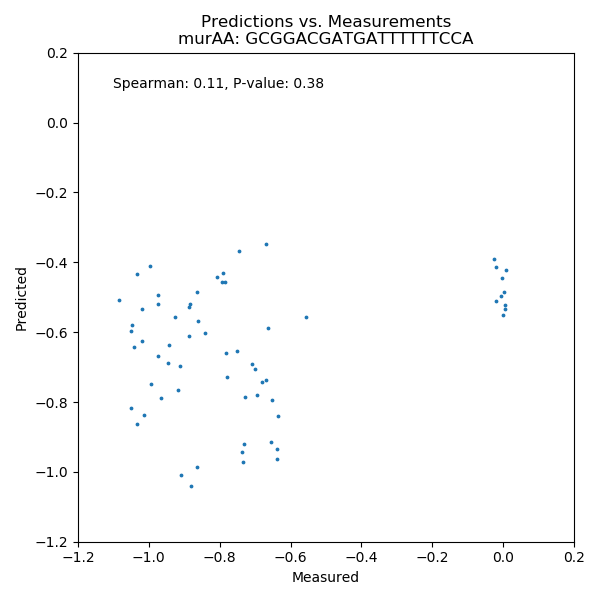 Predictions vs. Measurements
murAA: GCGGACGATGATTTTTTCCA
Spearman: 0.11, P-value: 0.38
0.2
0.0
−0.2
−0.4
−0.6
−0.8
−1.0
−1.2
Predicted
−1.2 −1.0 −0.8 −0.6 −0.4 −0.2 0.0 0.2
Measured